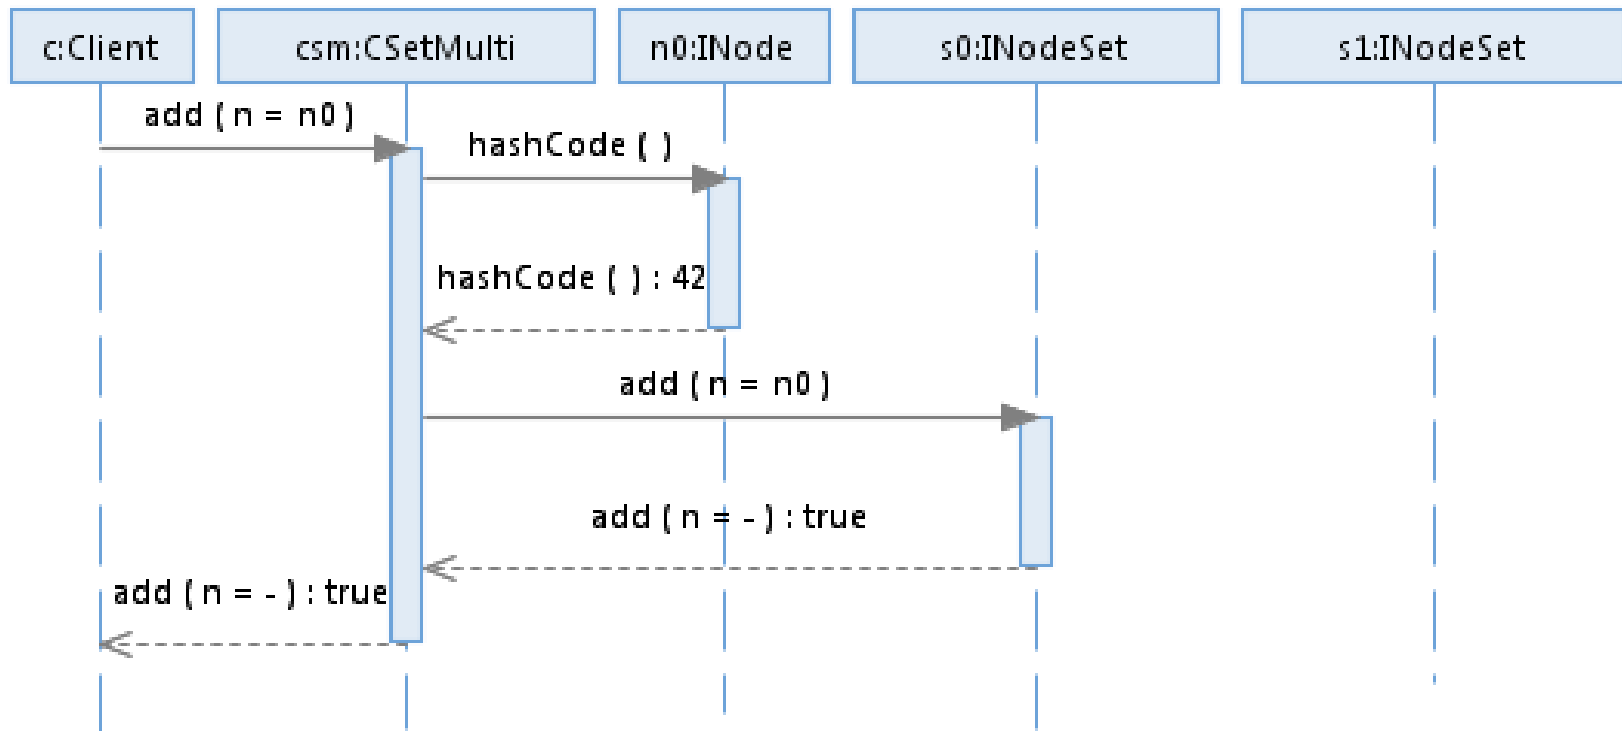 c:Client
csm:CSetMulti
n0:INode
s0:INodeSet
s1:INodeSet
add ( n = n0 )
hashCode ( )
hashCode ( ) : 42
add ( n = n0 )
add ( n = - ) : true
add ( n = - ) : true